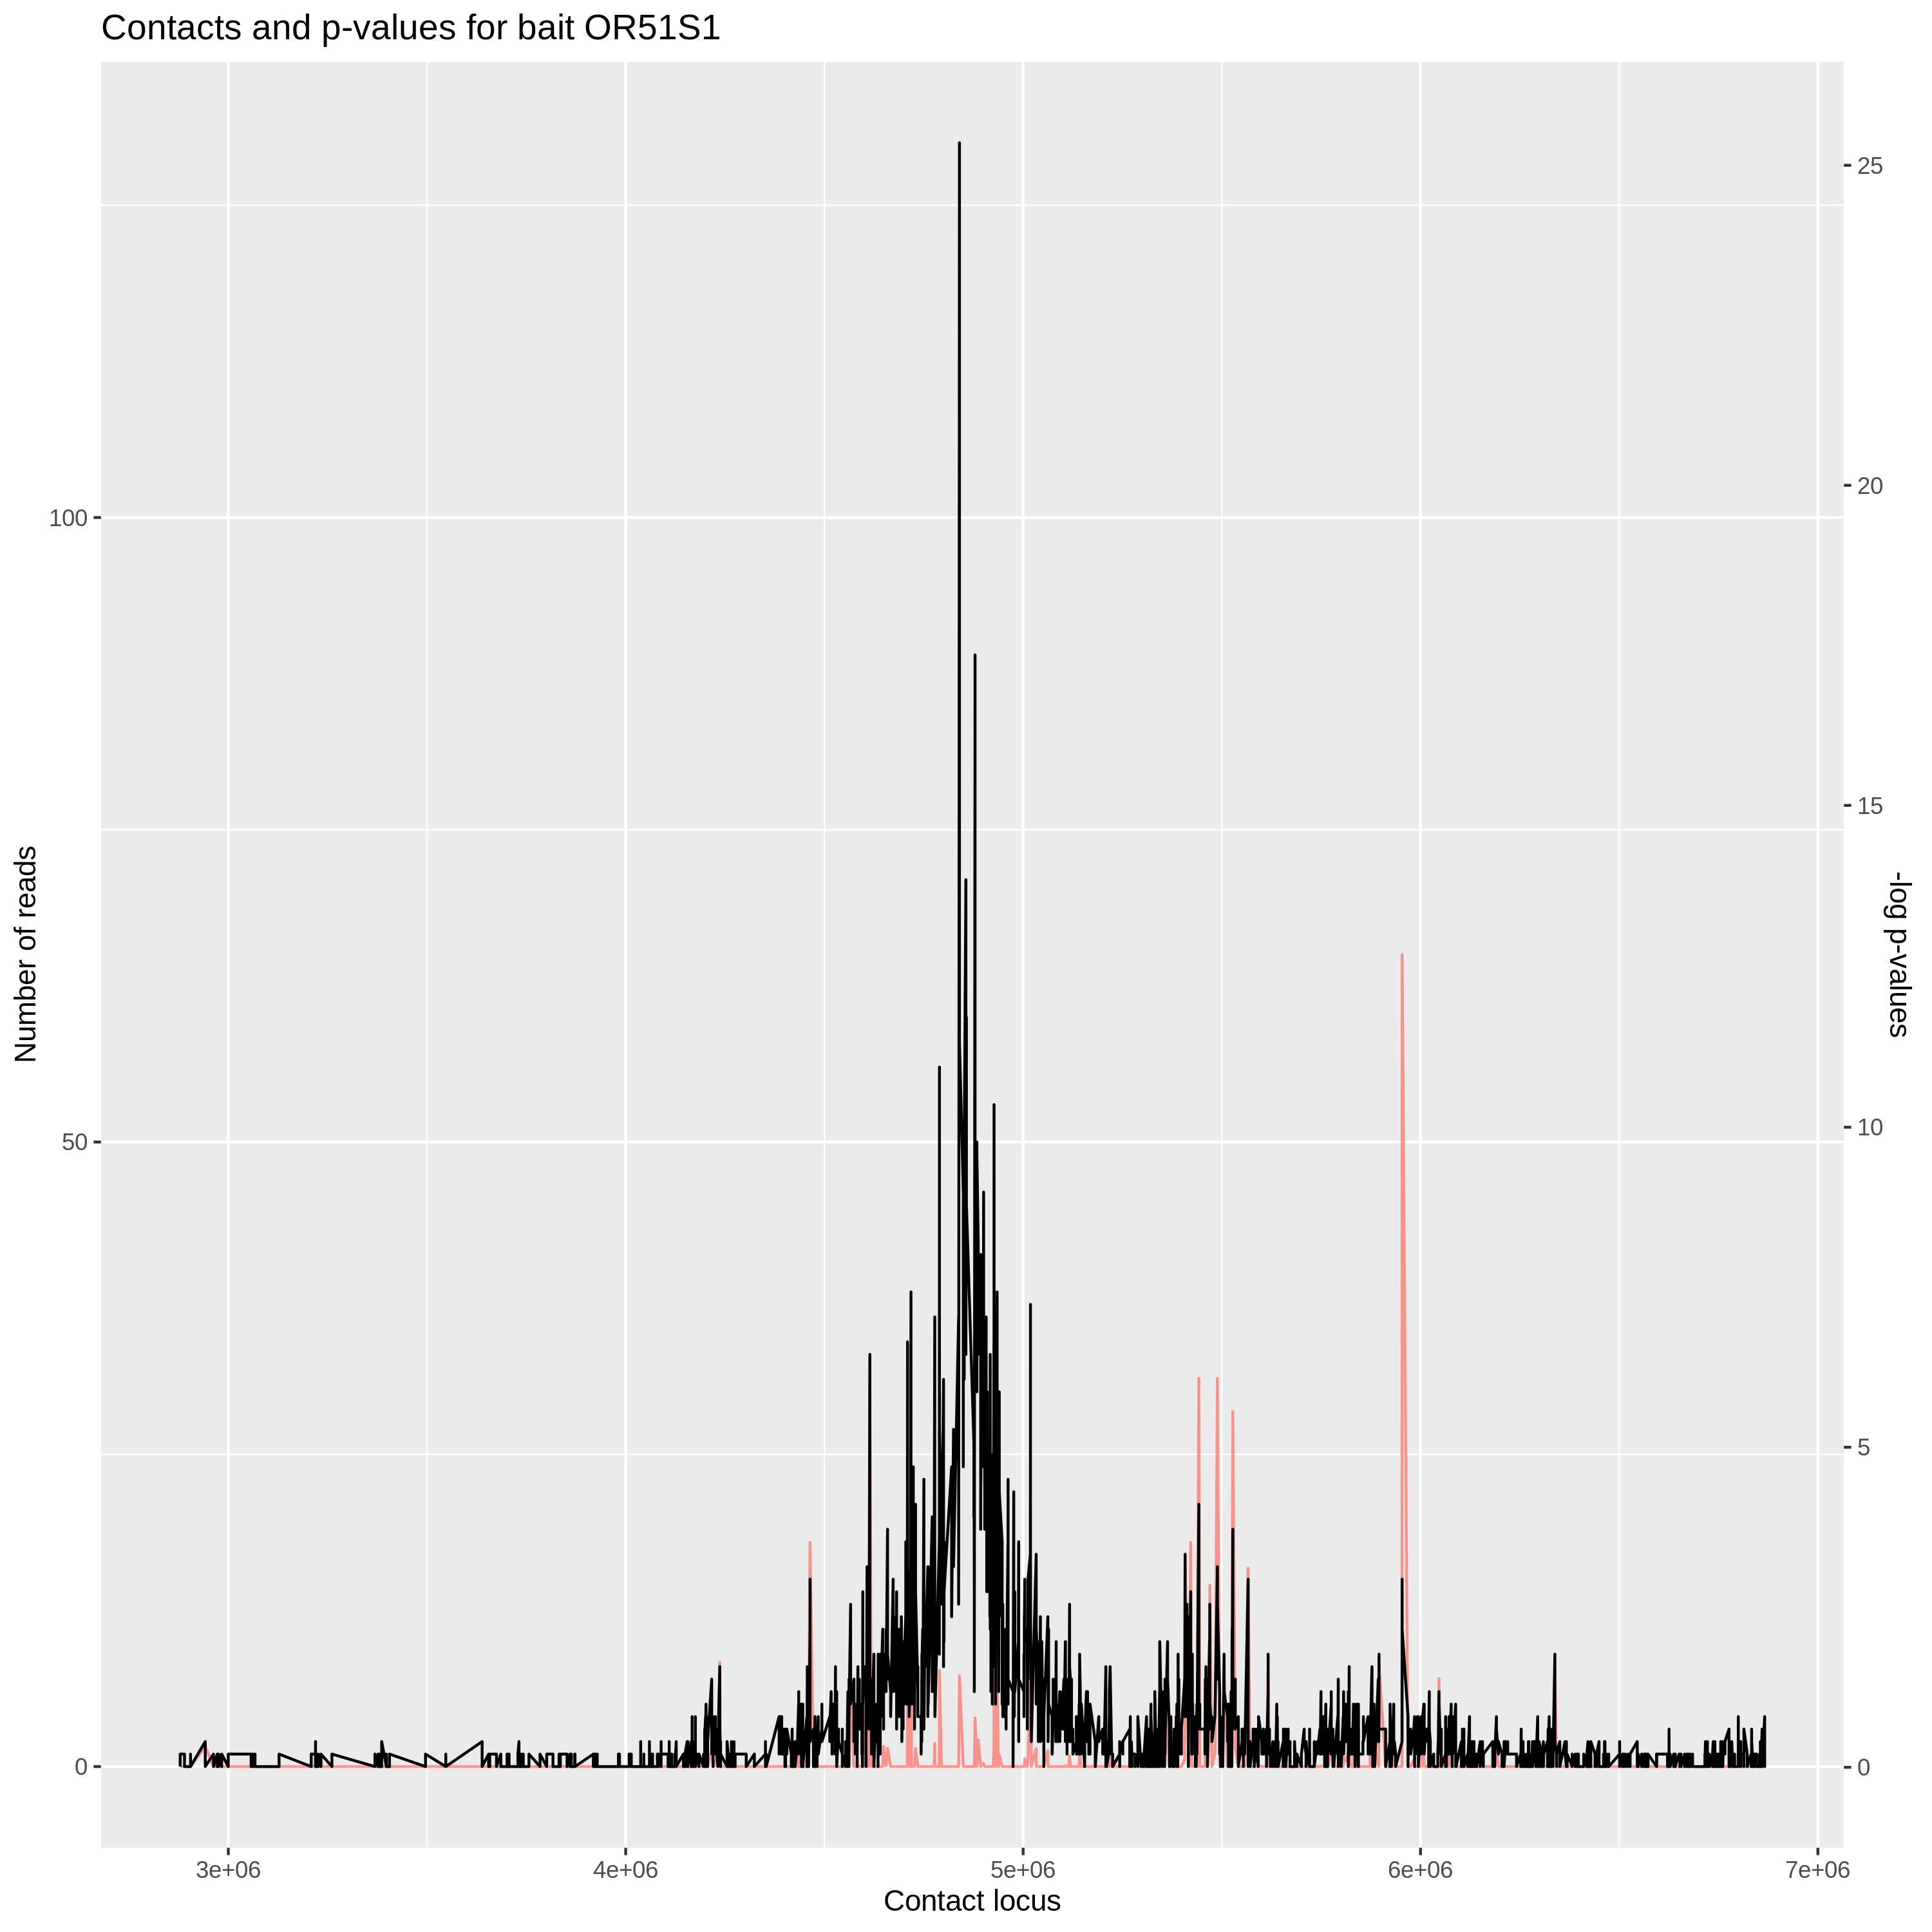 Contacts and p-values for bait OR51S1
Number of reads
100
50
0
25
20
15
10
5
0
-log p-values
3e+06 4e+06 5e+06 6e+06 7e+06
Contact locus